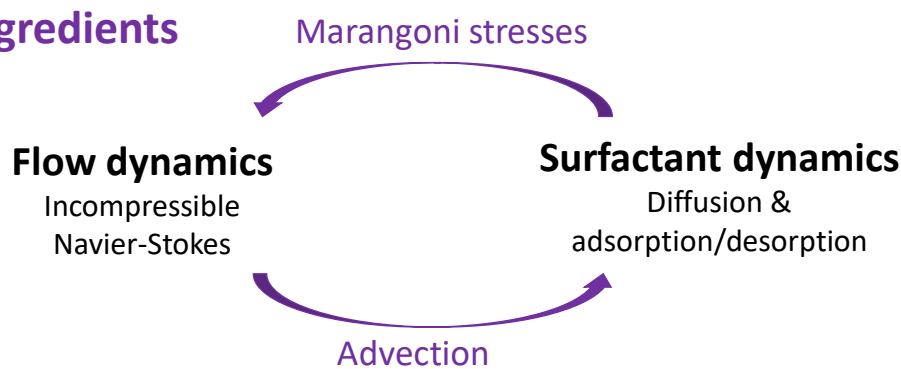 gredients
Marangoni stresses
Flow dynamics
Incompressible
Navier-Stokes
Surfactant dynamics
Diffusion &
adsorption/desorption
Advection